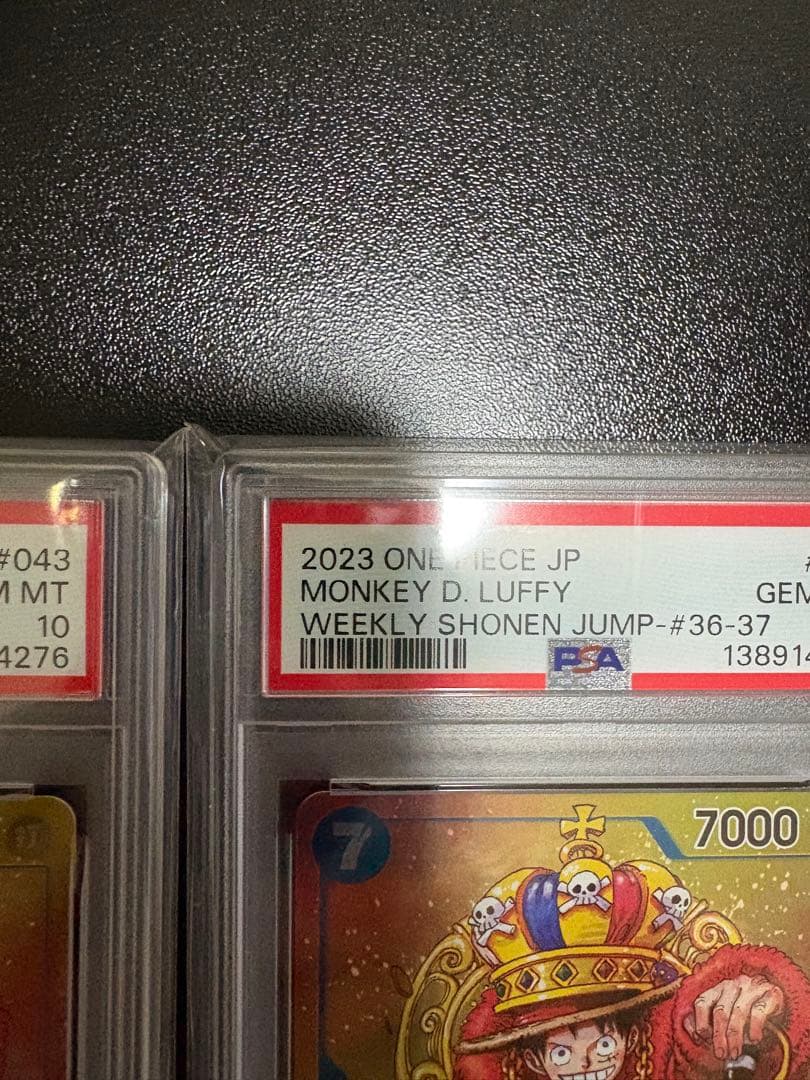 #043
MT
10
4276
2023 ONE PIECE JP
MONKEY D. LUFFY
GEM
WEEKLY SHONEN JUMP-#36-37
PSA
138914
7
7000